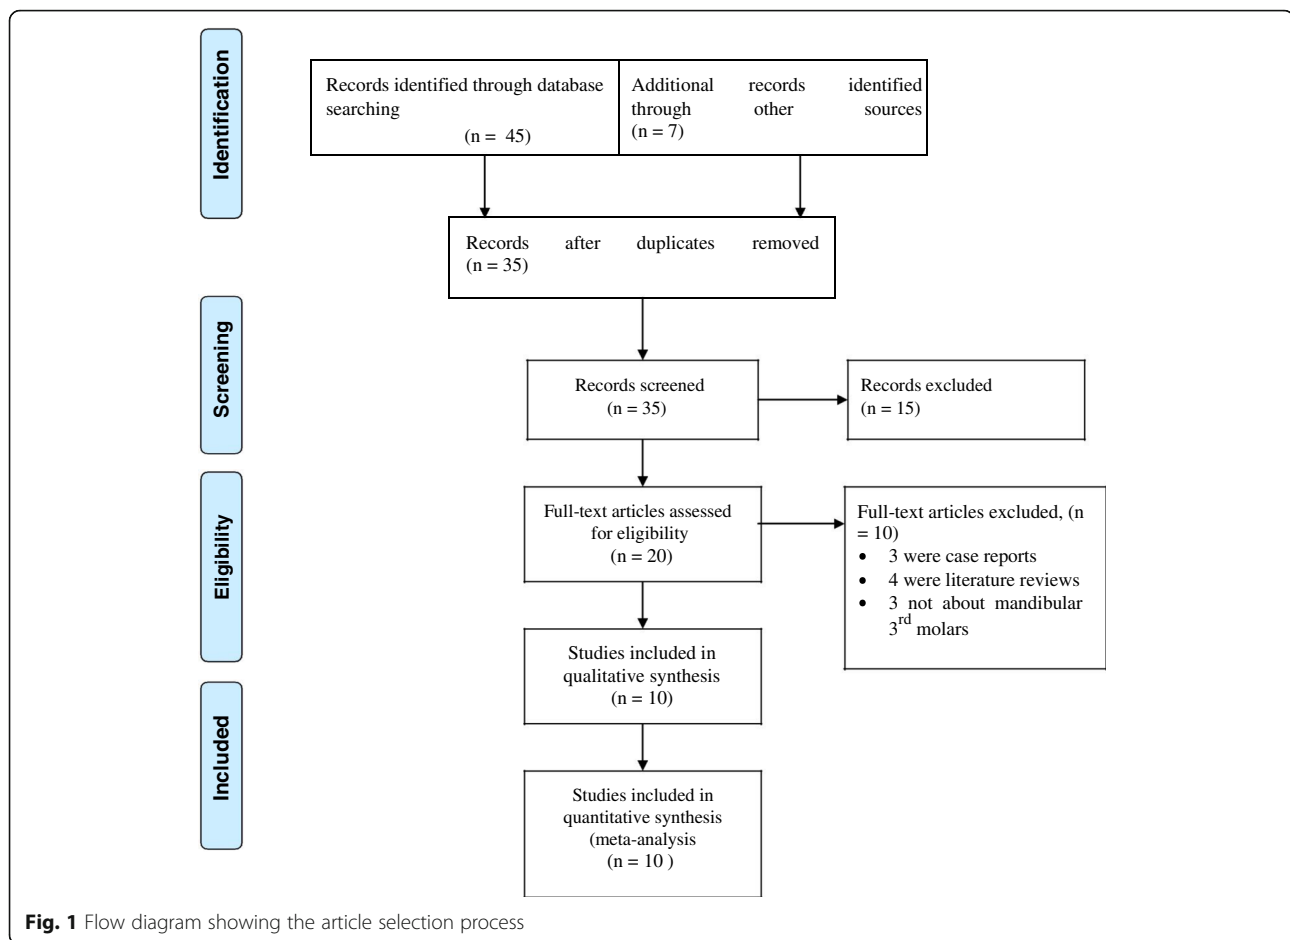 Identification
Records identified through database
searching
(n = 45)
Additional records identified
through other sources
(n = 7)
Records after duplicates removed
(n = 35)
Screening
Records screened
(n = 35)
Records excluded
(n = 15)
Eligibility
Full-text articles assessed
for eligibility
(n = 20)
Full-text articles excluded, (n
= 10)
• 3 were case reports
• 4 were literature reviews
• 3 not about mandibular
3rd molars
Studies included in
qualitative synthesis
(n = 10)
Included
Studies included in
quantitative synthesis
(meta-analysis
(n = 10 )
Fig. 1 Flow diagram showing the article selection process